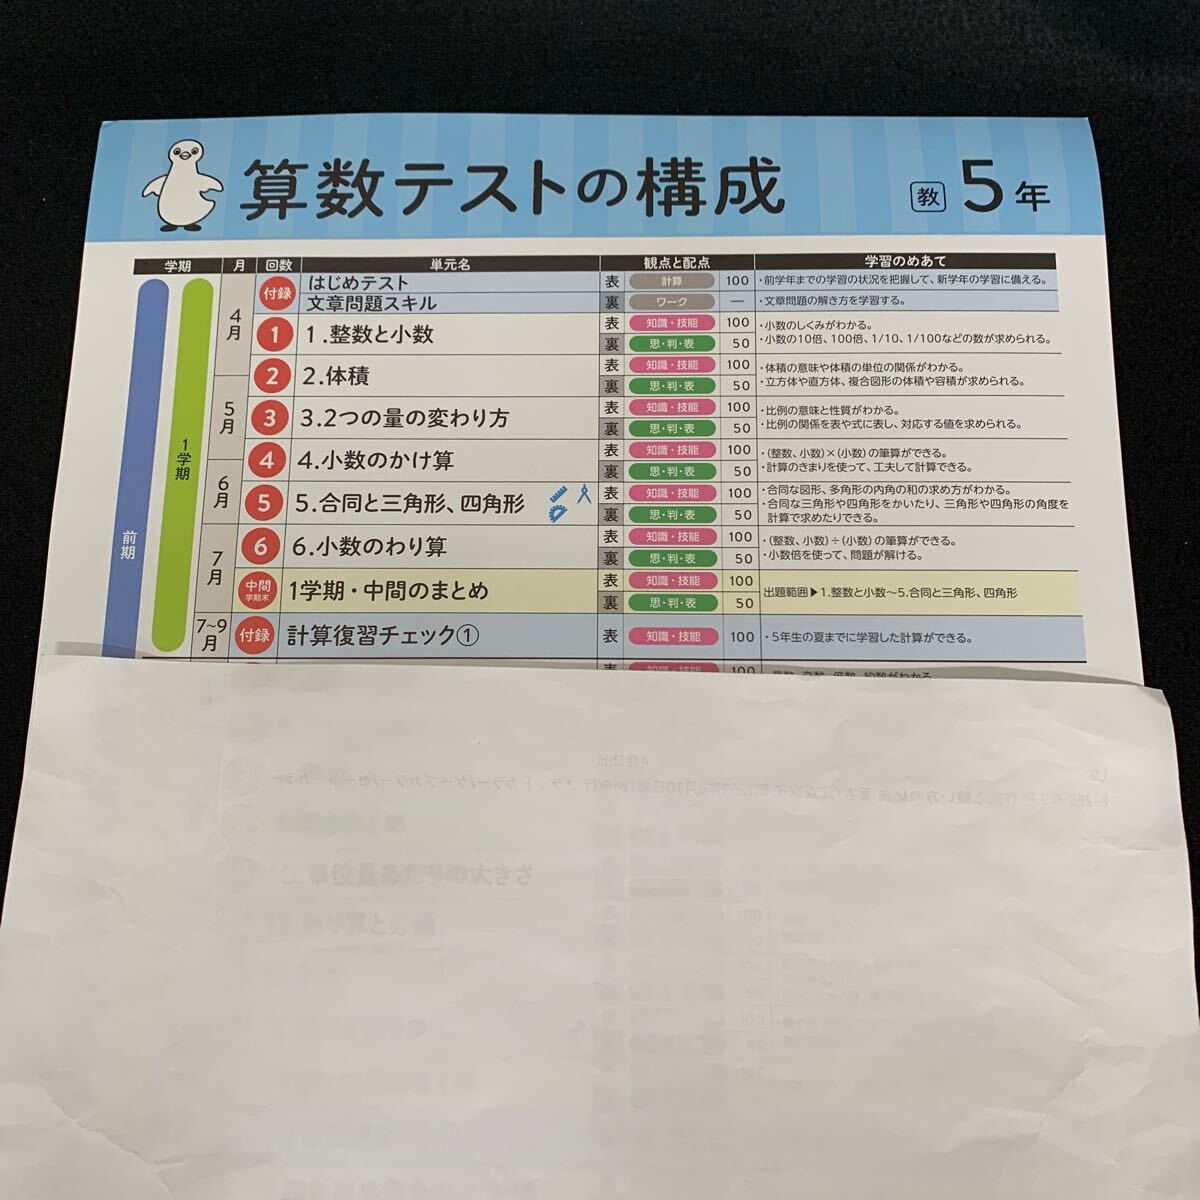 算数テストの構成
教 5年
学期 月 回数 単元名 観点と配点 学習のめあて
前期
1学期
4月
5月
6月
7月
7~9月
付録 はじめテスト 表 計算 100 ・前学年までの学習の状況を把握して、新学年の学習に備える。
文章問題スキル 裏 ワーク — ・文章問題の解き方を学習する。
1 1.整数と小数 表 知識・技能 100 ・小数のしくみがわかる。
裏 思・判・表 50 ・小数の10倍、100倍、1/10、1/100などの数が求められる。
2 2.体積 表 知識・技能 100 ・体積の意味や体積の単位の関係がわかる。
裏 思・判・表 50 ・立方体や直方体、複合図形の体積や容積が求められる。
3 3.2つの量の変わり方 表 知識・技能 100 ・比例の意味と性質がわかる。
裏 思・判・表 50 ・比例の関係を表や式に表し、対応する値を求められる。
4 4.小数のかけ算 表 知識・技能 100 ・(整数、小数)×(小数)の筆算ができる。
裏 思・判・表 50 ・計算のきまりを使って、工夫して計算できる。
5 5.合同と三角形、四角形 表 知識・技能 100 ・合同な図形、多角形の内角の和の求め方がわかる。
裏 思・判・表 50 ・合同な三角形や四角形をかいたり、三角形や四角形の角度を
計算で求めたりできる。
6 6.小数のわり算 表 知識・技能 100 ・(整数、小数)÷(小数)の筆算ができる。
裏 思・判・表 50 ・小数倍を使って、問題が解ける。
中間 学期末 1学期・中間のまとめ 表 知識・技能 100 出題範囲▶1.整数と小数~5.合同と三角形、四角形
裏 思・判・表 50
付録 計算復習チェック① 表 知識・技能 100 ・5年生の夏までに学習した計算ができる。
表 知識・技能 100